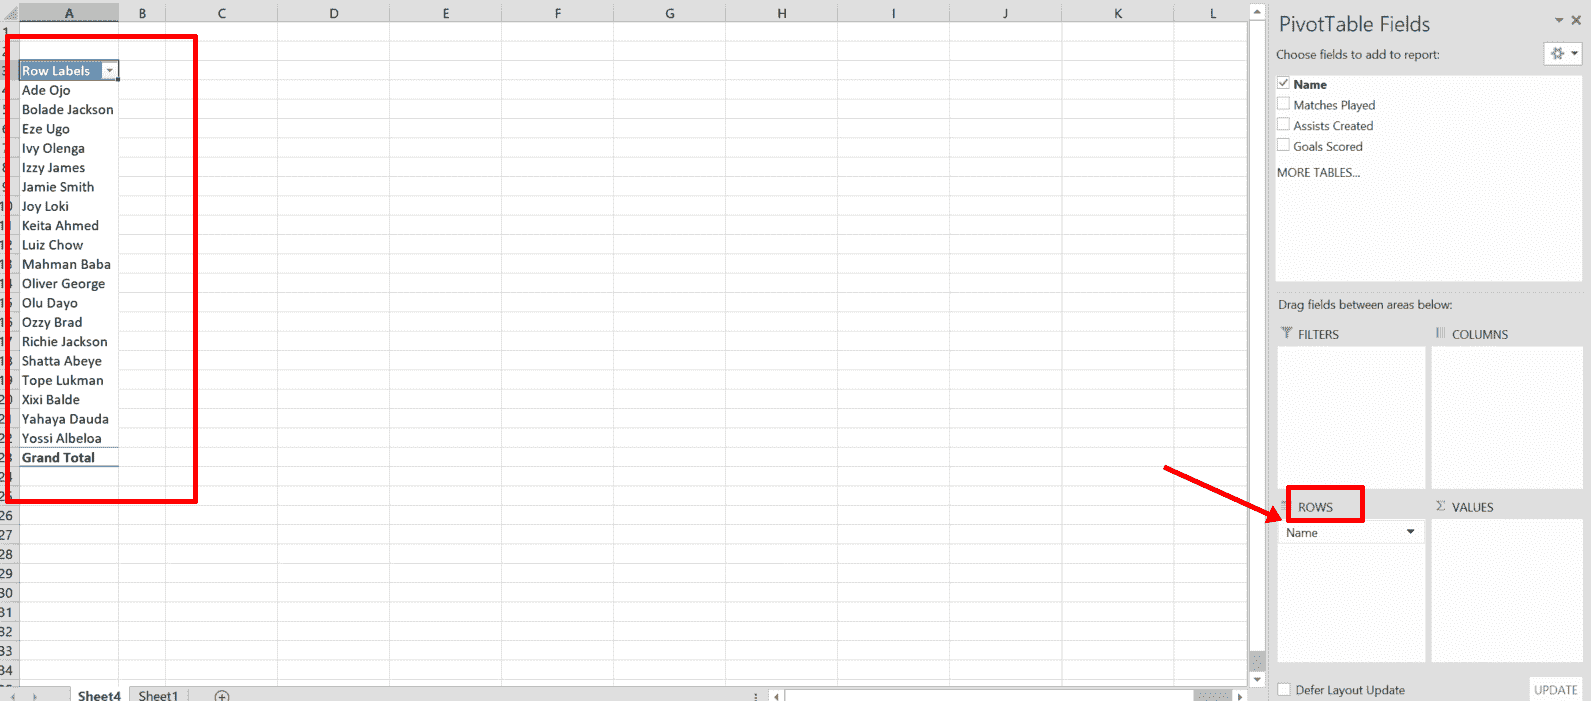 A B C D E F G H I J K L
1
2
3 Row Labels
4 Ade Ojo
5 Bolade Jackson
6 Eze Ugo
7 Ivy Olenga
8 Izzy James
9 Jamie Smith
10 Joy Loki
11 Keita Ahmed
12 Luiz Chow
13 Mahman Baba
14 Oliver George
15 Olu Dayo
16 Ozzy Brad
17 Richie Jackson
18 Shatta Abeye
19 Tope Lukman
20 Xixi Balde
21 Yahaya Dauda
22 Yossi Albeloa
23 Grand Total
24
25
26
27
28
29
30
31
32
33
34
Sheet4 Sheet1
PivotTable Fields
Choose fields to add to report:
Name
Matches Played
Assists Created
Goals Scored
MORE TABLES...
Drag fields between areas below:
FILTERS
COLUMNS
ROWS
Σ VALUES
Name
Defer Layout Update
UPDATE